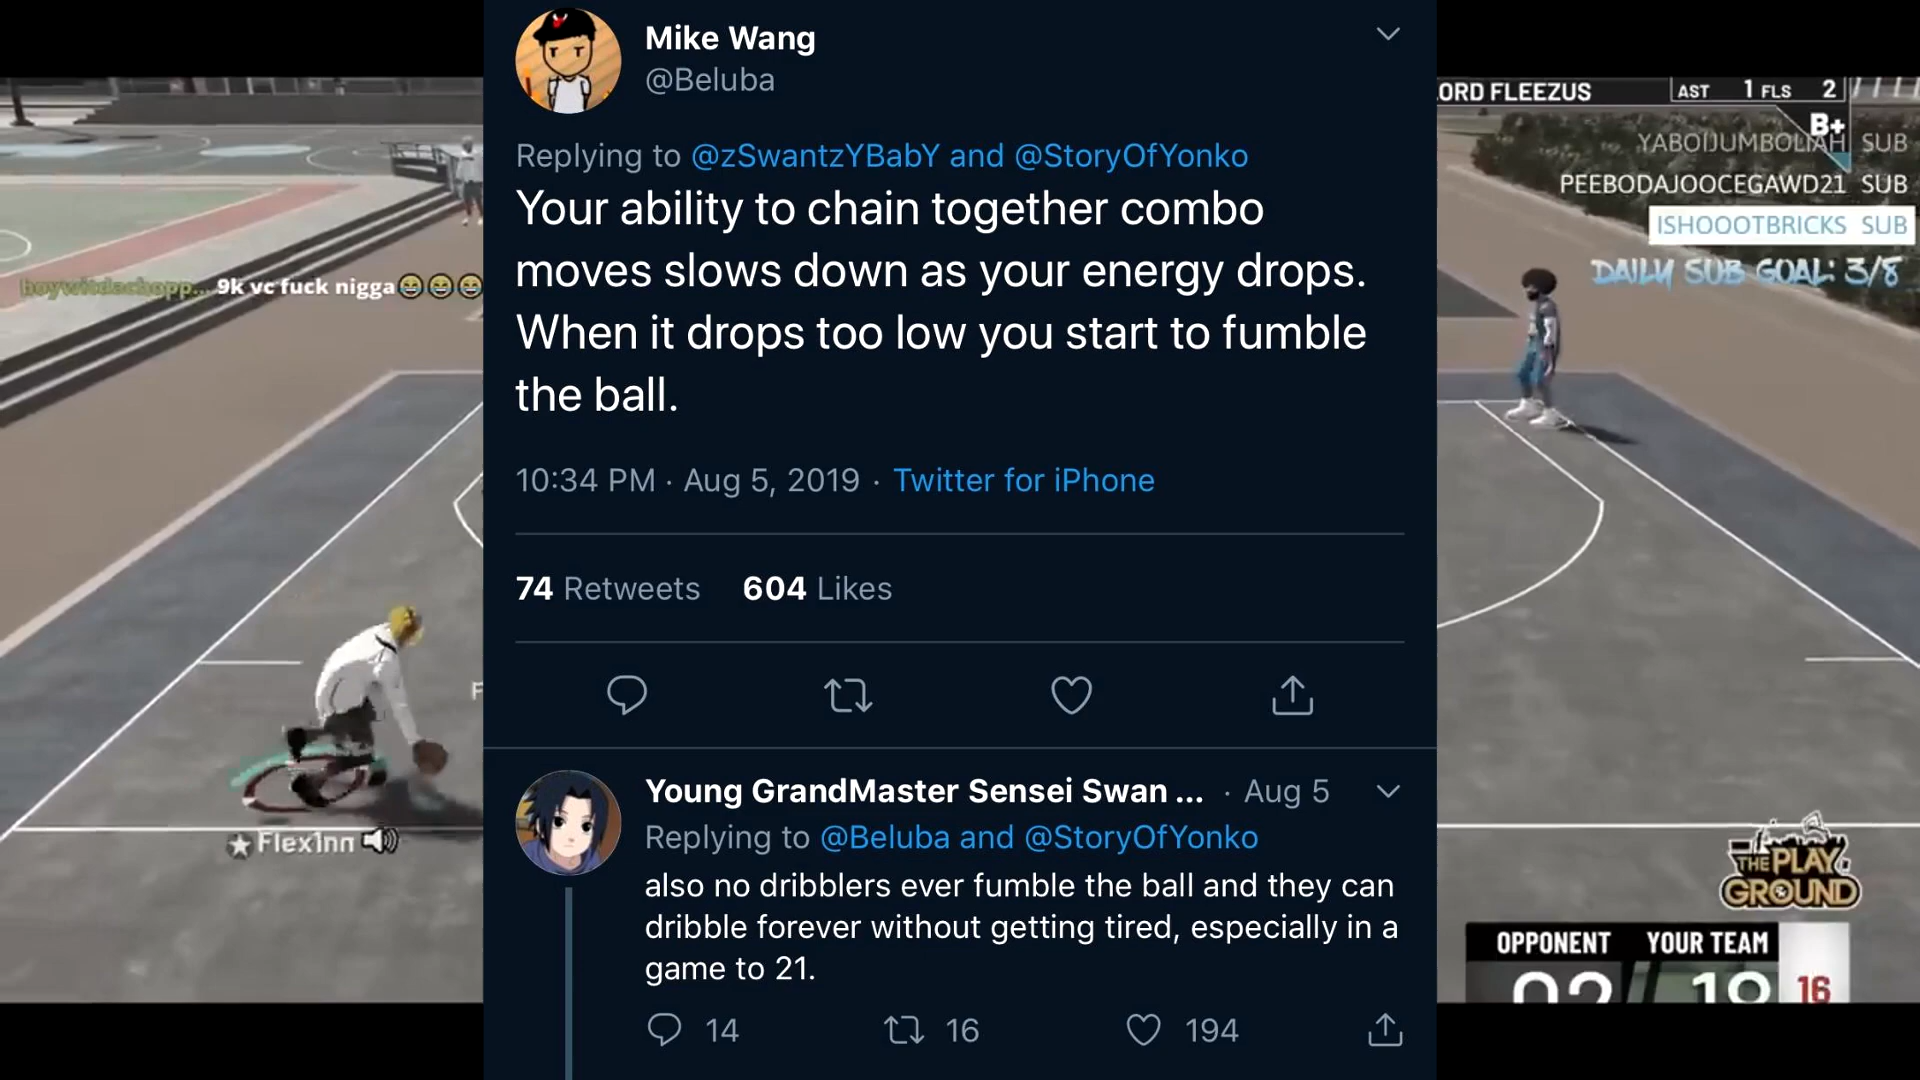 Mike Wang
@Beluba
Replying to @zSwantzYBabY and @StoryOfYonko
Your ability to chain together combo
moves slows down as your energy drops.
When it drops too low you start to fumble
the ball.
10:34 PM · Aug 5, 2019 · Twitter for iPhone
74 Retweets 604 Likes
Young GrandMaster Sensei Swan ... · Aug 5
Replying to @Beluba and @StoryOfYonko
also no dribblers ever fumble the ball and they can
dribble forever without getting tired, especially in a
game to 21.
14 16 194
9k vc fuck nigga😂😂😂
Flex1nn
F
ORD FLEEZUS AST 1 FLS 2
B+
YABOIJUMBOLIAH SUB
PEEBODAJOOCEGAWD21 SUB
ISHOOOTBRICKS SUB
DAILY SUB GOAL: 3/8
THE PLAY
GROUND
OPPONENT YOUR TEAM
02 19 16